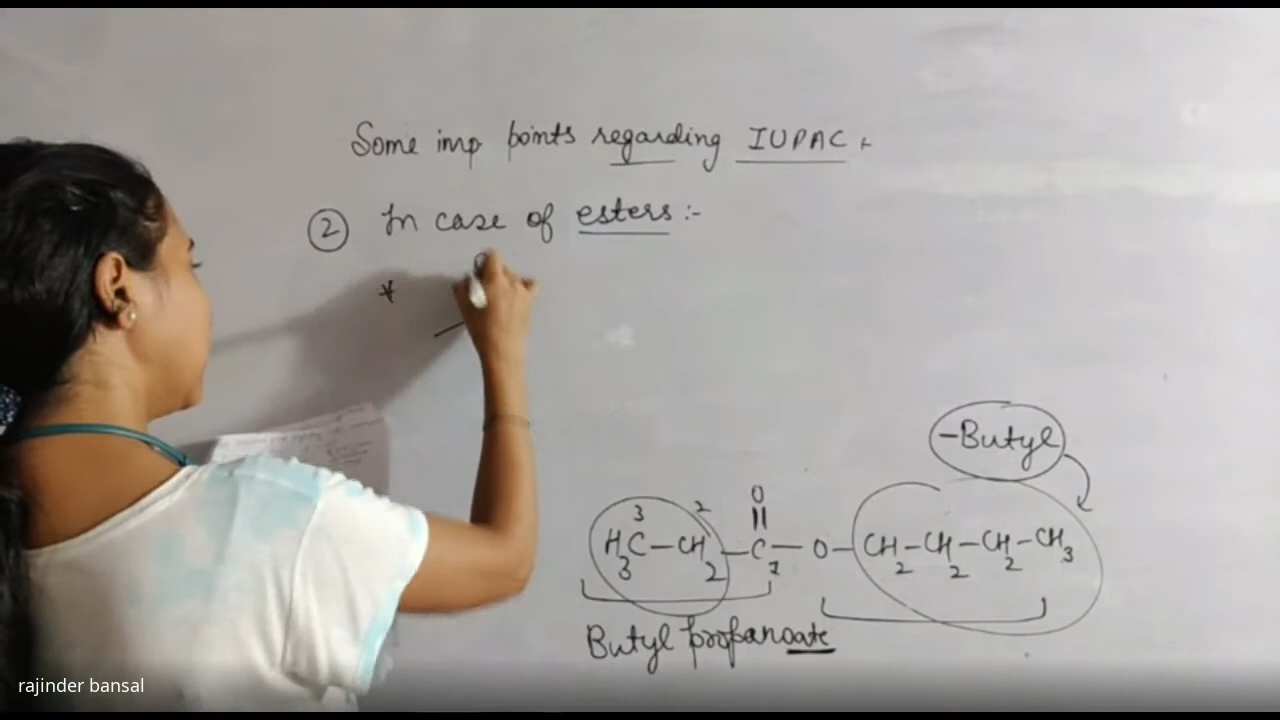 Some imp points regarding IUPAC :-
② In case of esters :-
*
-Butyl
O
3 2
H3C-CH2-C-O-CH2-CH2-CH2-CH3
1
Butyl propanoate
rajinder bansal